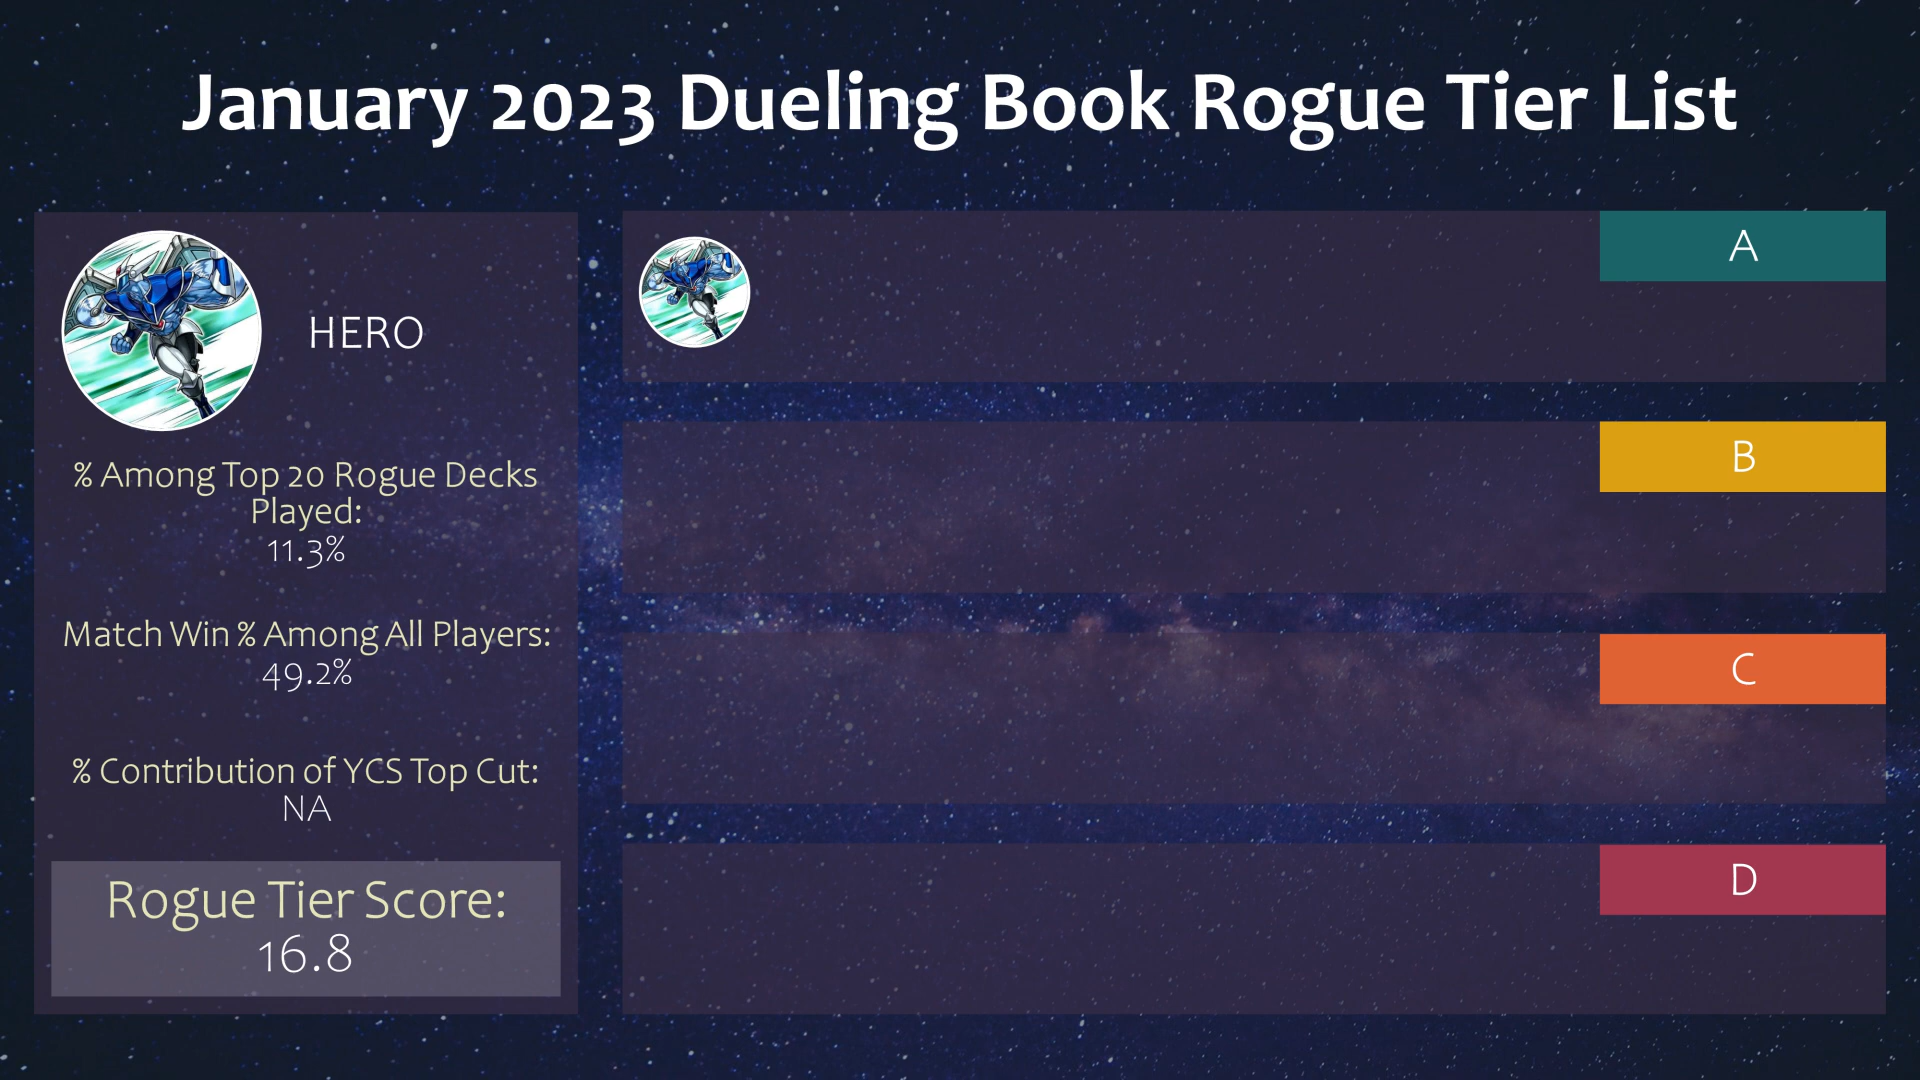 January 2023 Dueling Book Rogue Tier List
HERO
% Among Top 20 Rogue Decks
Played:
11.3%
Match Win % Among All Players:
49.2%
% Contribution of YCS Top Cut:
NA
Rogue Tier Score:
16.8
A
B
C
D